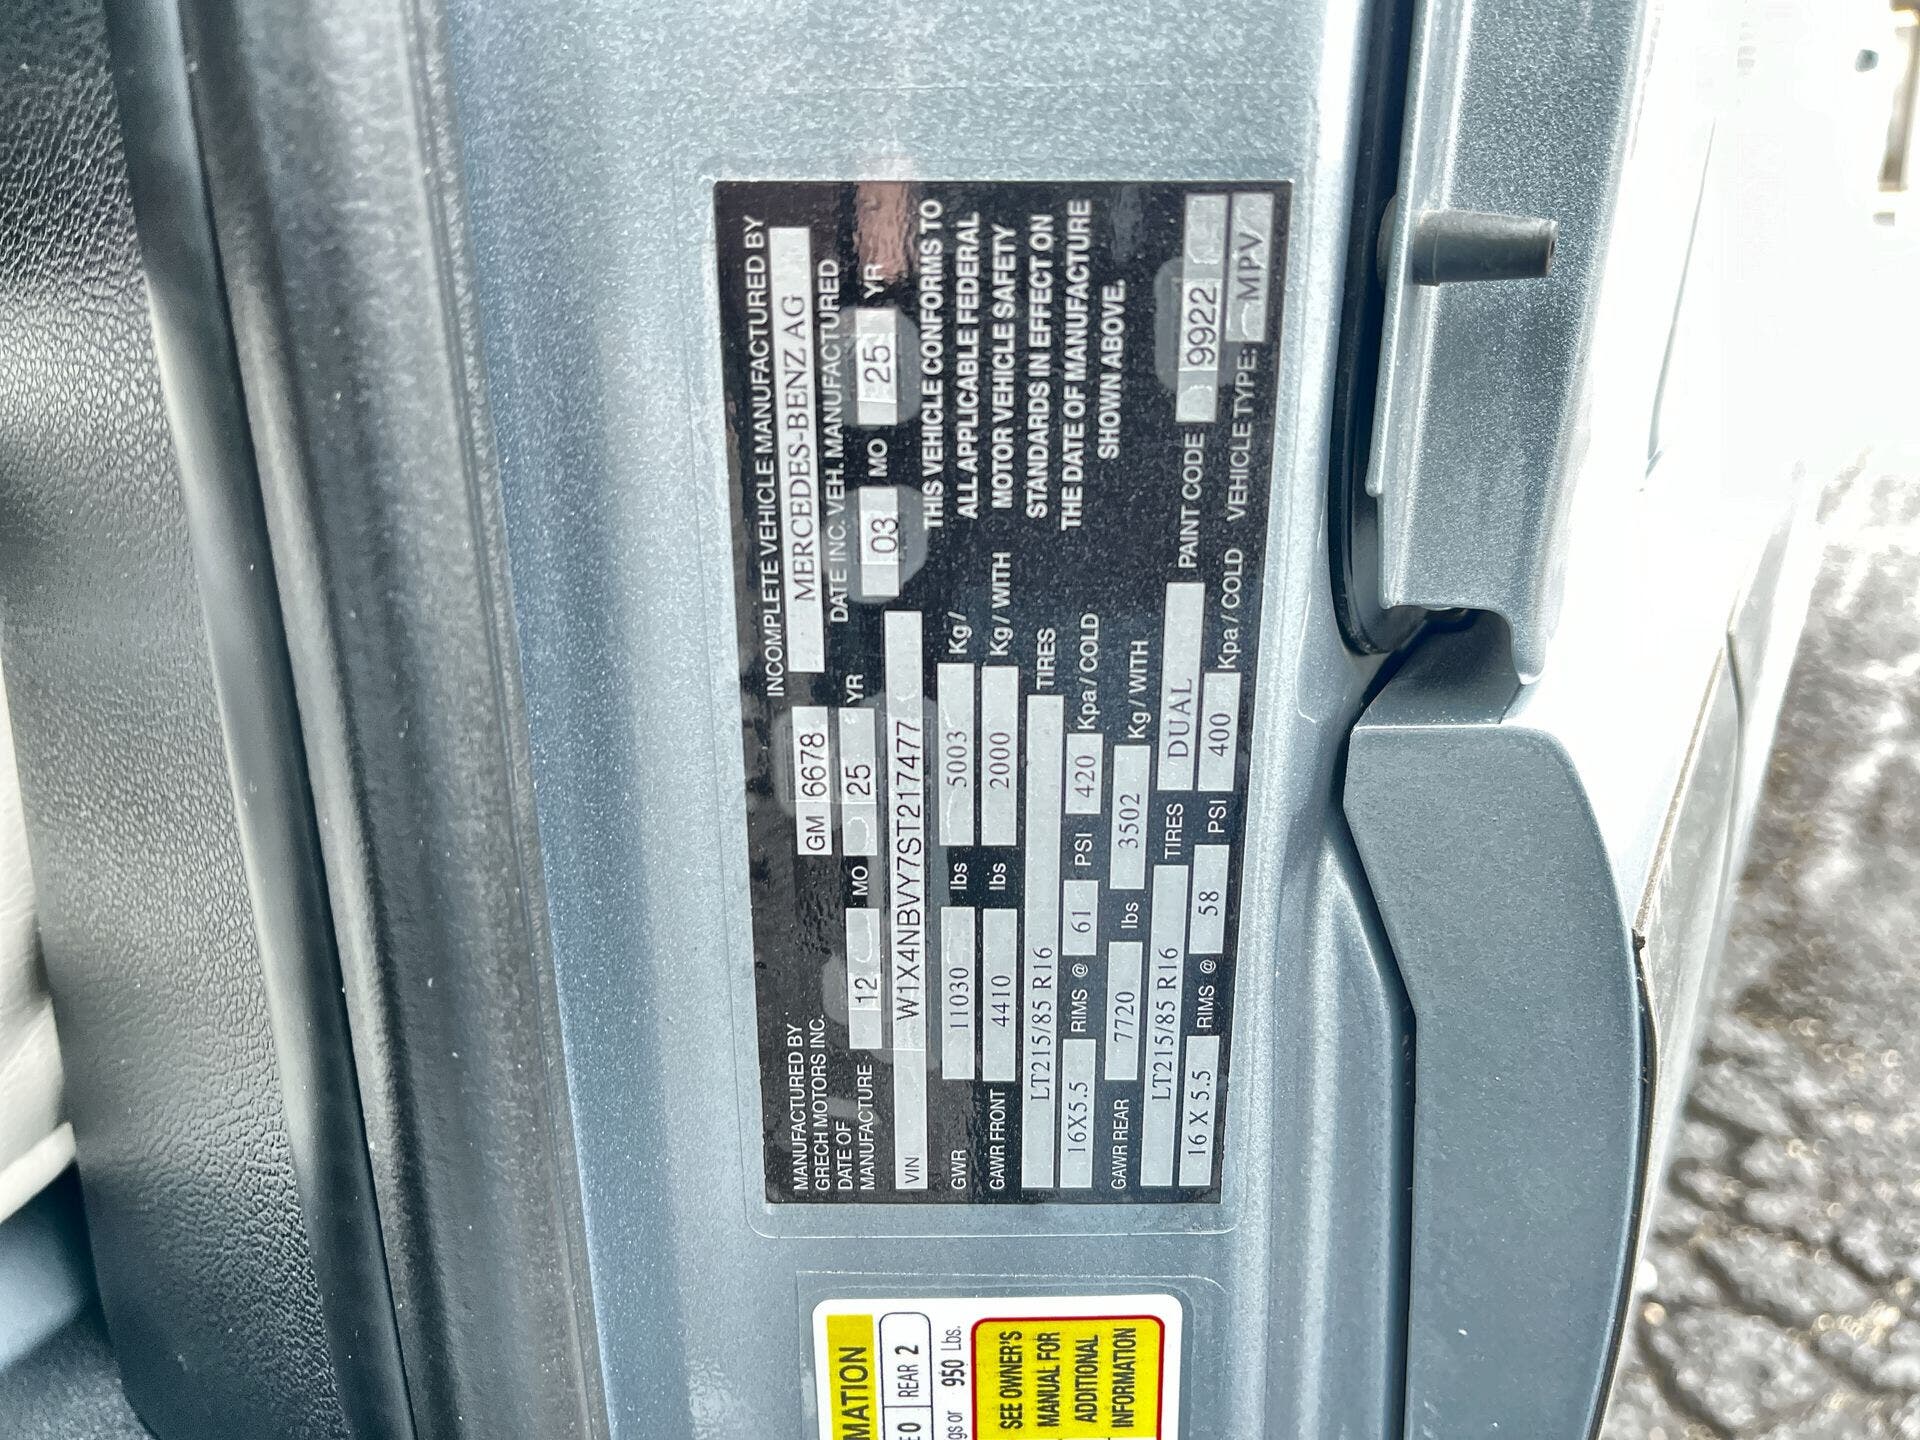 MANUFACTURED BY
GRECH MOTORS INC. GM 6678
INCOMPLETE VEHICLE MANUFACTURED BY
MERCEDES-BENZ AG
DATE OF
MANUFACTURE 12 MO 25 YR
DATE INC. VEH. MANUFACTURED
03 MO 25 YR
VIN W1X4NBVY7ST217477
GWR 11030 lbs 5003 Kg/
GAWR FRONT 4410 lbs 2000 Kg/ WITH
LT215/85 R16 TIRES
16X5.5 RIMS @ 61 PSI 420 Kpa / COLD
GAWR REAR 7720 lbs 3502 Kg/ WITH
LT215/85 R16 TIRES DUAL
16 X 5.5 RIMS @ 58 PSI 400 Kpa / COLD
THIS VEHICLE CONFORMS TO
ALL APPLICABLE FEDERAL
MOTOR VEHICLE SAFETY
STANDARDS IN EFFECT ON
THE DATE OF MANUFACTURE
SHOWN ABOVE.
PAINT CODE 9922
VEHICLE TYPE: MPV
MATION
0 REAR 2
gs or 950 Lbs.
SEE OWNER'S
MANUAL FOR
ADDITIONAL
INFORMATION